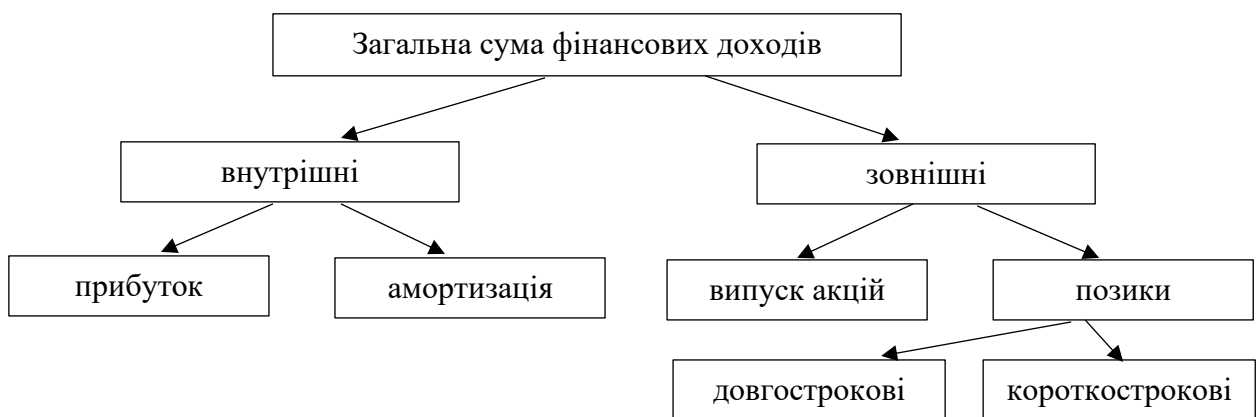 Загальна сума фінансових доходів
внутрішні
зовнішні
прибуток
амортизація
випуск акцій
позики
довгострокові
короткострокові